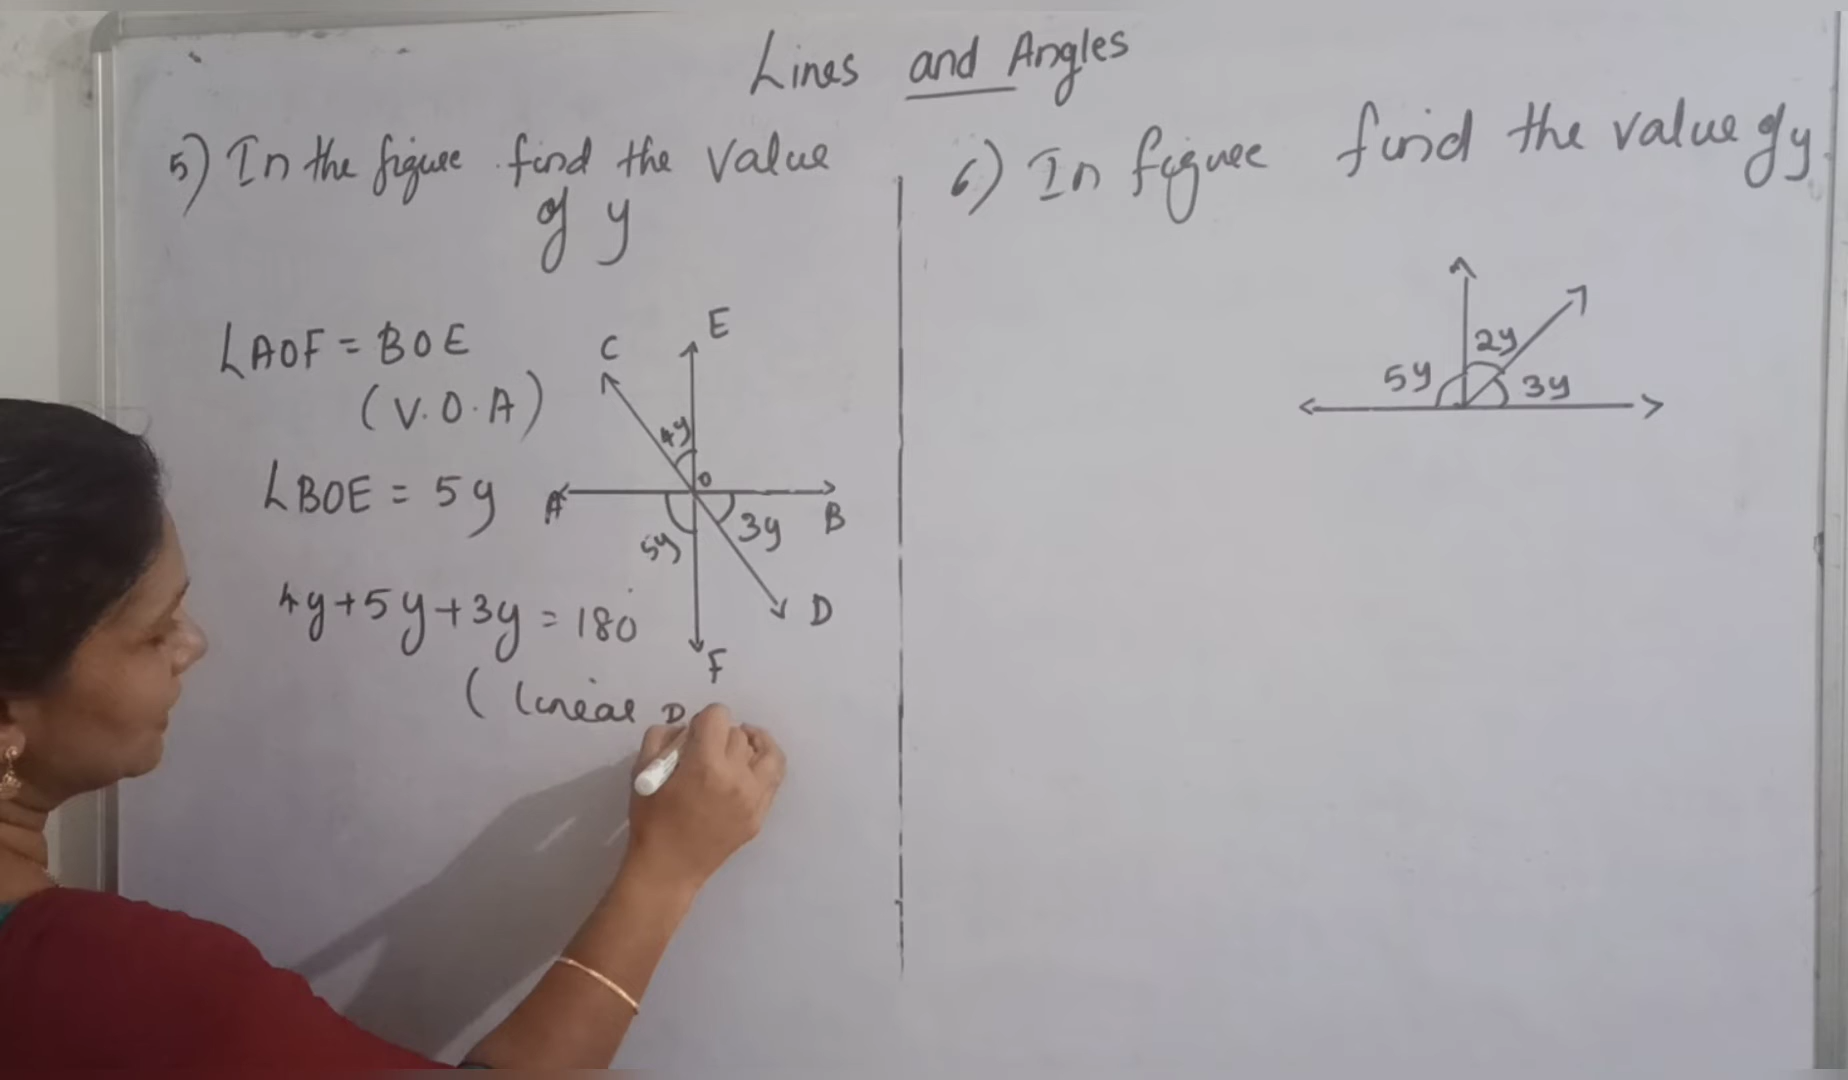 Lines and Angles
5) In the figure find the value
of y
∠AOF = BOE
(V.O.A)
∠BOE = 5y
4y+5y+3y = 180°
( linear p
C
E
4y
O
A
B
5y
3y
D
F
6) In figure find the value of y.
2y
5y
3y